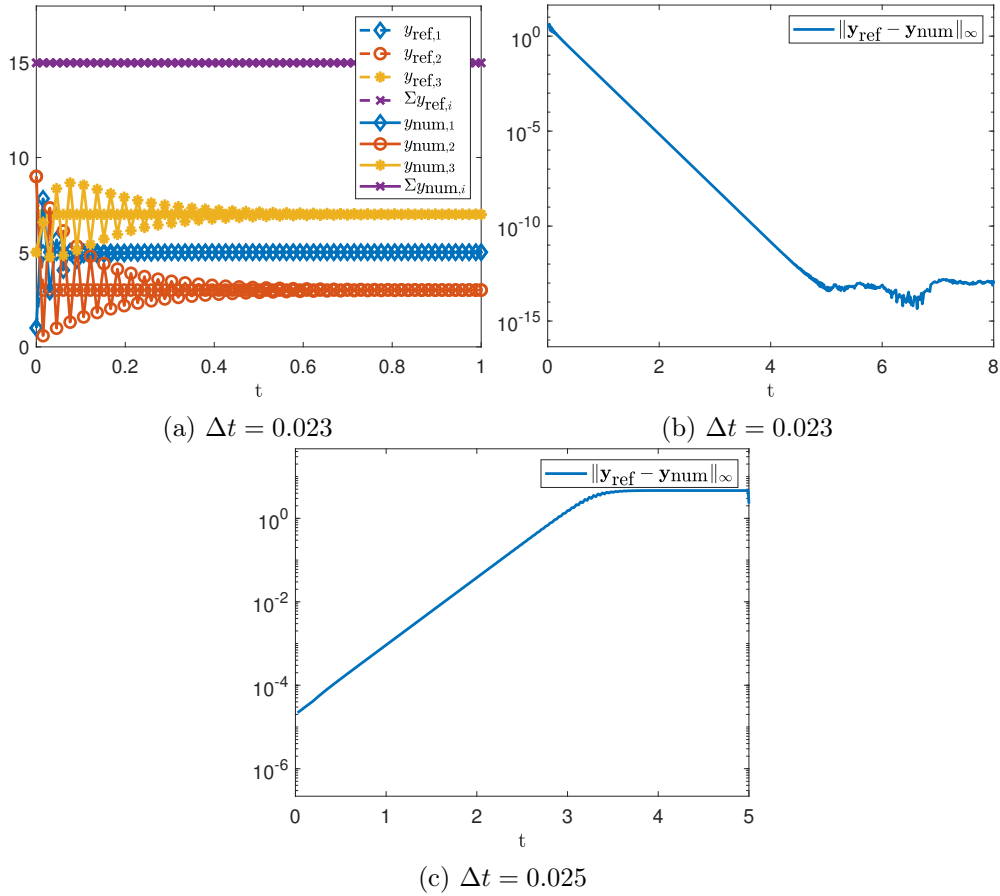 15
10
5
0
0
0.2
0.4
0.6
0.8
1
t
y_ref,1
y_ref,2
y_ref,3
Σy_ref,i
y_num,1
y_num,2
y_num,3
Σy_num,i
(a) Δt = 0.023
10^0
10^-5
10^-10
10^-15
0
2
4
6
8
t
‖y_ref − y_num‖_∞
(b) Δt = 0.023
10^0
10^-2
10^-4
10^-6
0
1
2
3
4
5
t
‖y_ref − y_num‖_∞
(c) Δt = 0.025